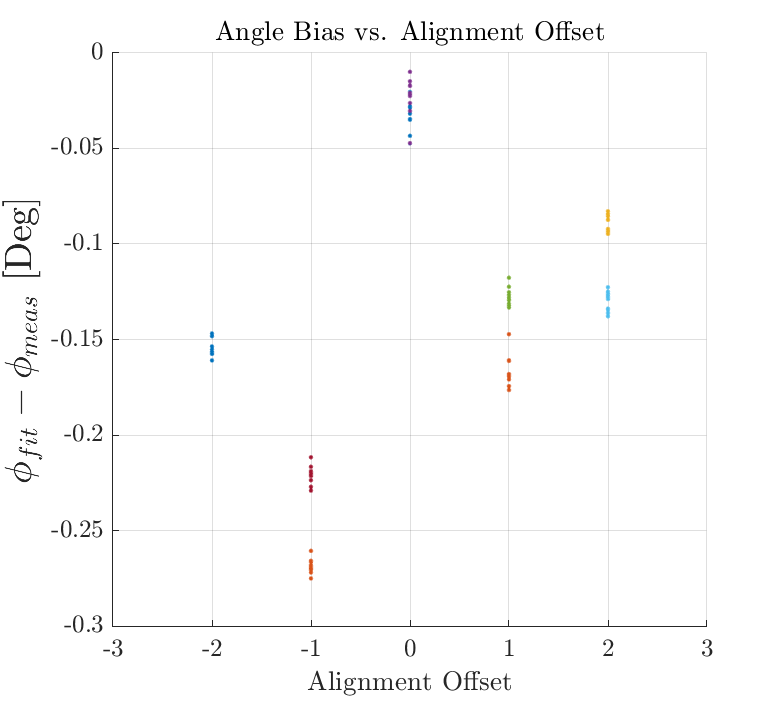 Angle Bias vs. Alignment Offset
0
-0.05
-0.1
-0.15
-0.2
-0.25
-0.3
ϕ_fit − ϕ_meas [Deg]
-3 -2 -1 0 1 2 3
Alignment Offset